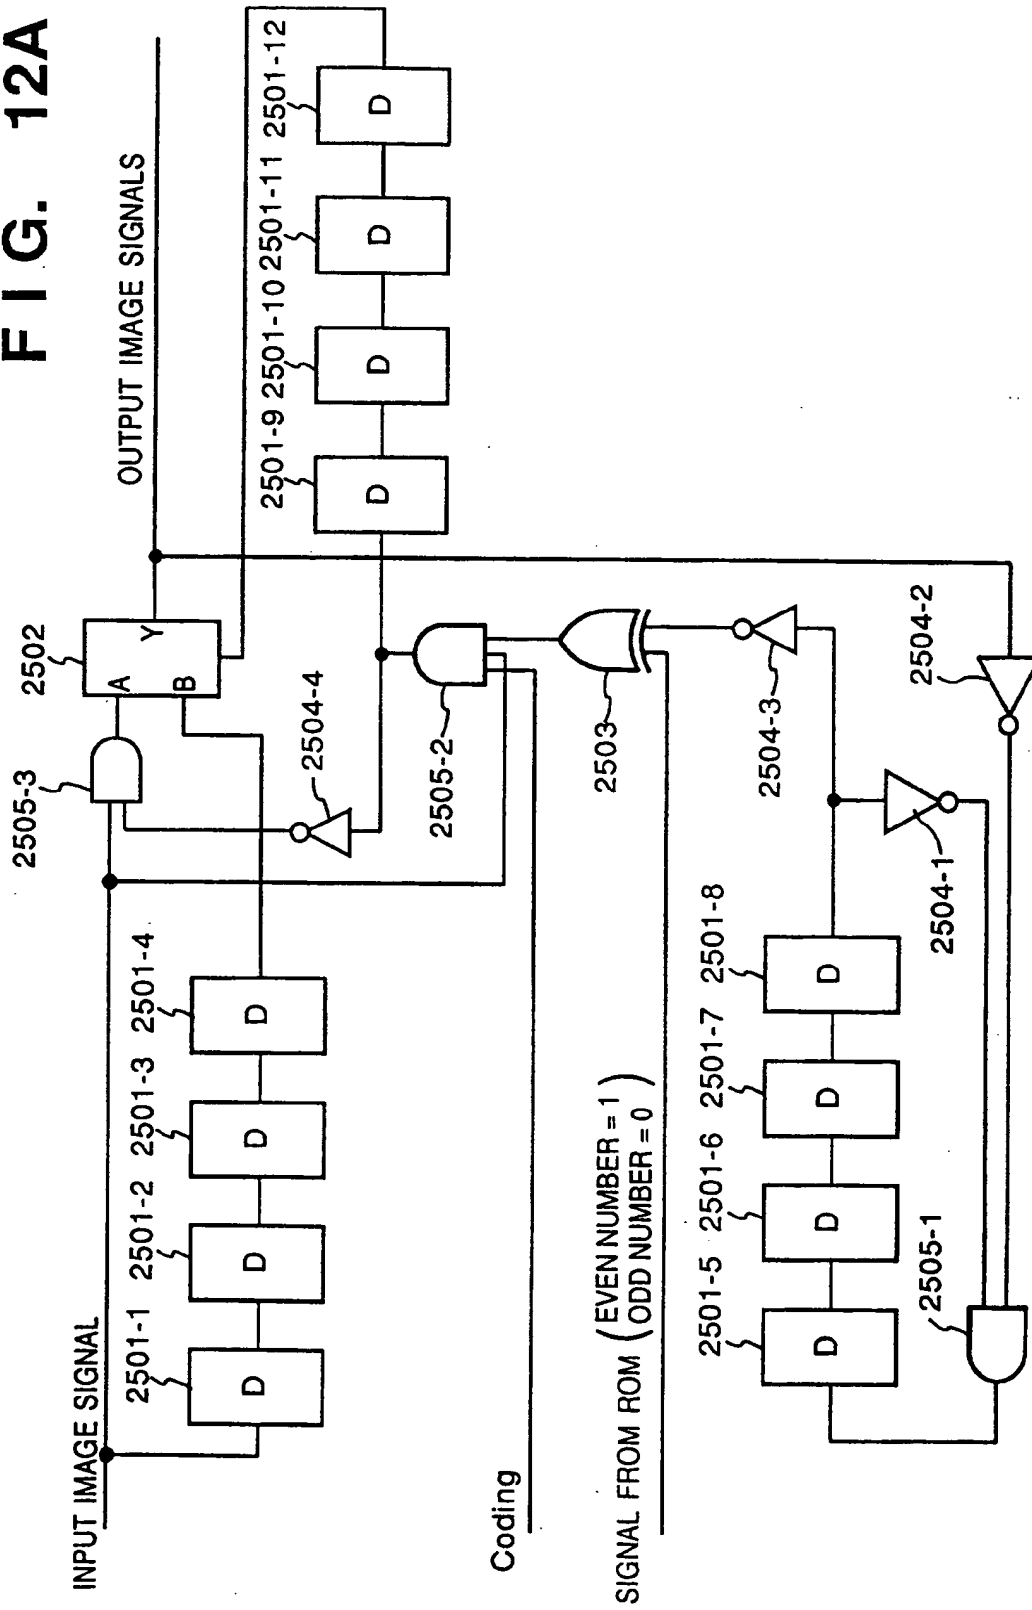 FIG. 12A
INPUT IMAGE SIGNAL
OUTPUT IMAGE SIGNALS
2501-1
D
2501-2
D
2501-3
D
2501-4
D
2505-3
2502
A
B
Y
2504-4
2501-9
D
2501-10
D
2501-11
D
2501-12
D
Coding
2505-2
SIGNAL FROM ROM (EVEN NUMBER = 1
ODD NUMBER = 0)
2503
2501-5
D
2501-6
D
2501-7
D
2501-8
D
2504-3
2504-1
2504-2
2505-1